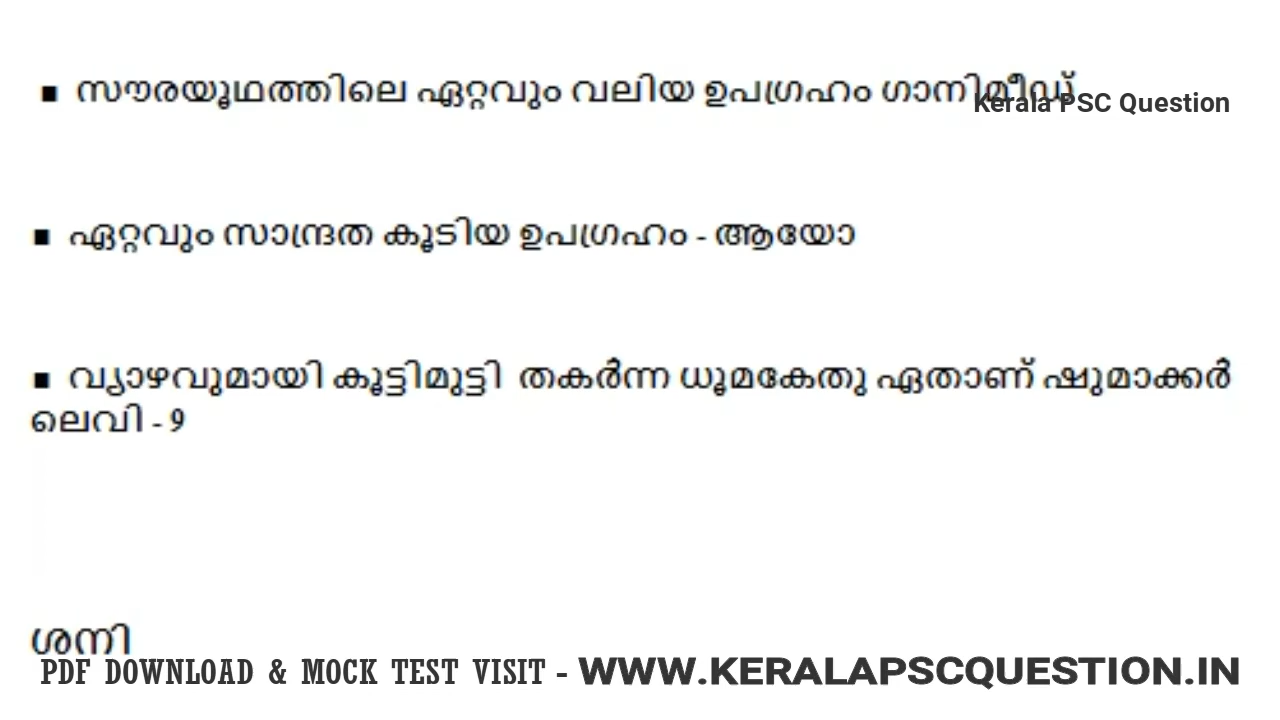 ▪ സൗരയൂഥത്തിലെ ഏറ്റവും വലിയ ഉപഗ്രഹം ഗാനിമീഡ്
Kerala PSC Question
▪ ഏറ്റവും സാന്ദ്രത കൂടിയ ഉപഗ്രഹം - ആയോ
▪ വ്യാഴവുമായി കൂട്ടിമുട്ടി തകർന്ന ധൂമകേതു ഏതാണ് ഷുമാക്കർ
ലെവി - 9
ശനി
PDF DOWNLOAD & MOCK TEST VISIT - WWW.KERALAPSCQUESTION.IN